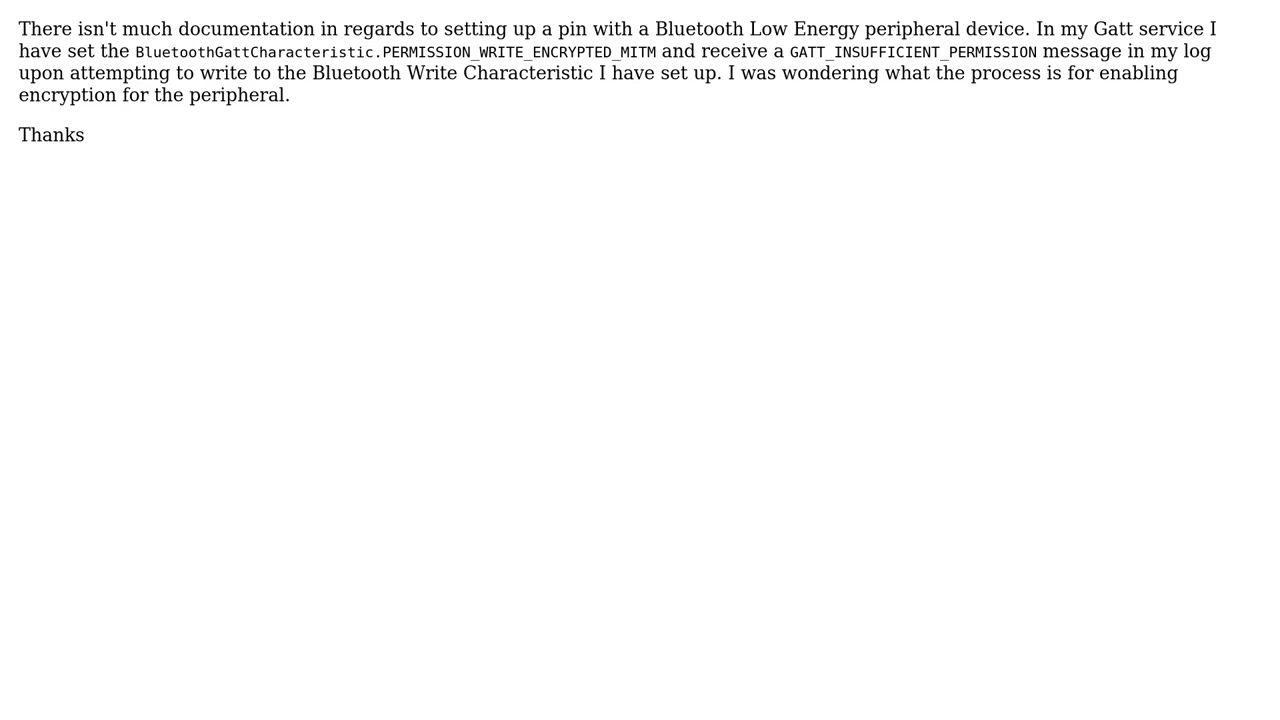 There isn't much documentation in regards to setting up a pin with a Bluetooth Low Energy peripheral device. In my Gatt service I
have set the BluetoothGattCharacteristic.PERMISSION_WRITE_ENCRYPTED_MITM and receive a GATT_INSUFFICIENT_PERMISSION message in my log
upon attempting to write to the Bluetooth Write Characteristic I have set up. I was wondering what the process is for enabling
encryption for the peripheral.
Thanks